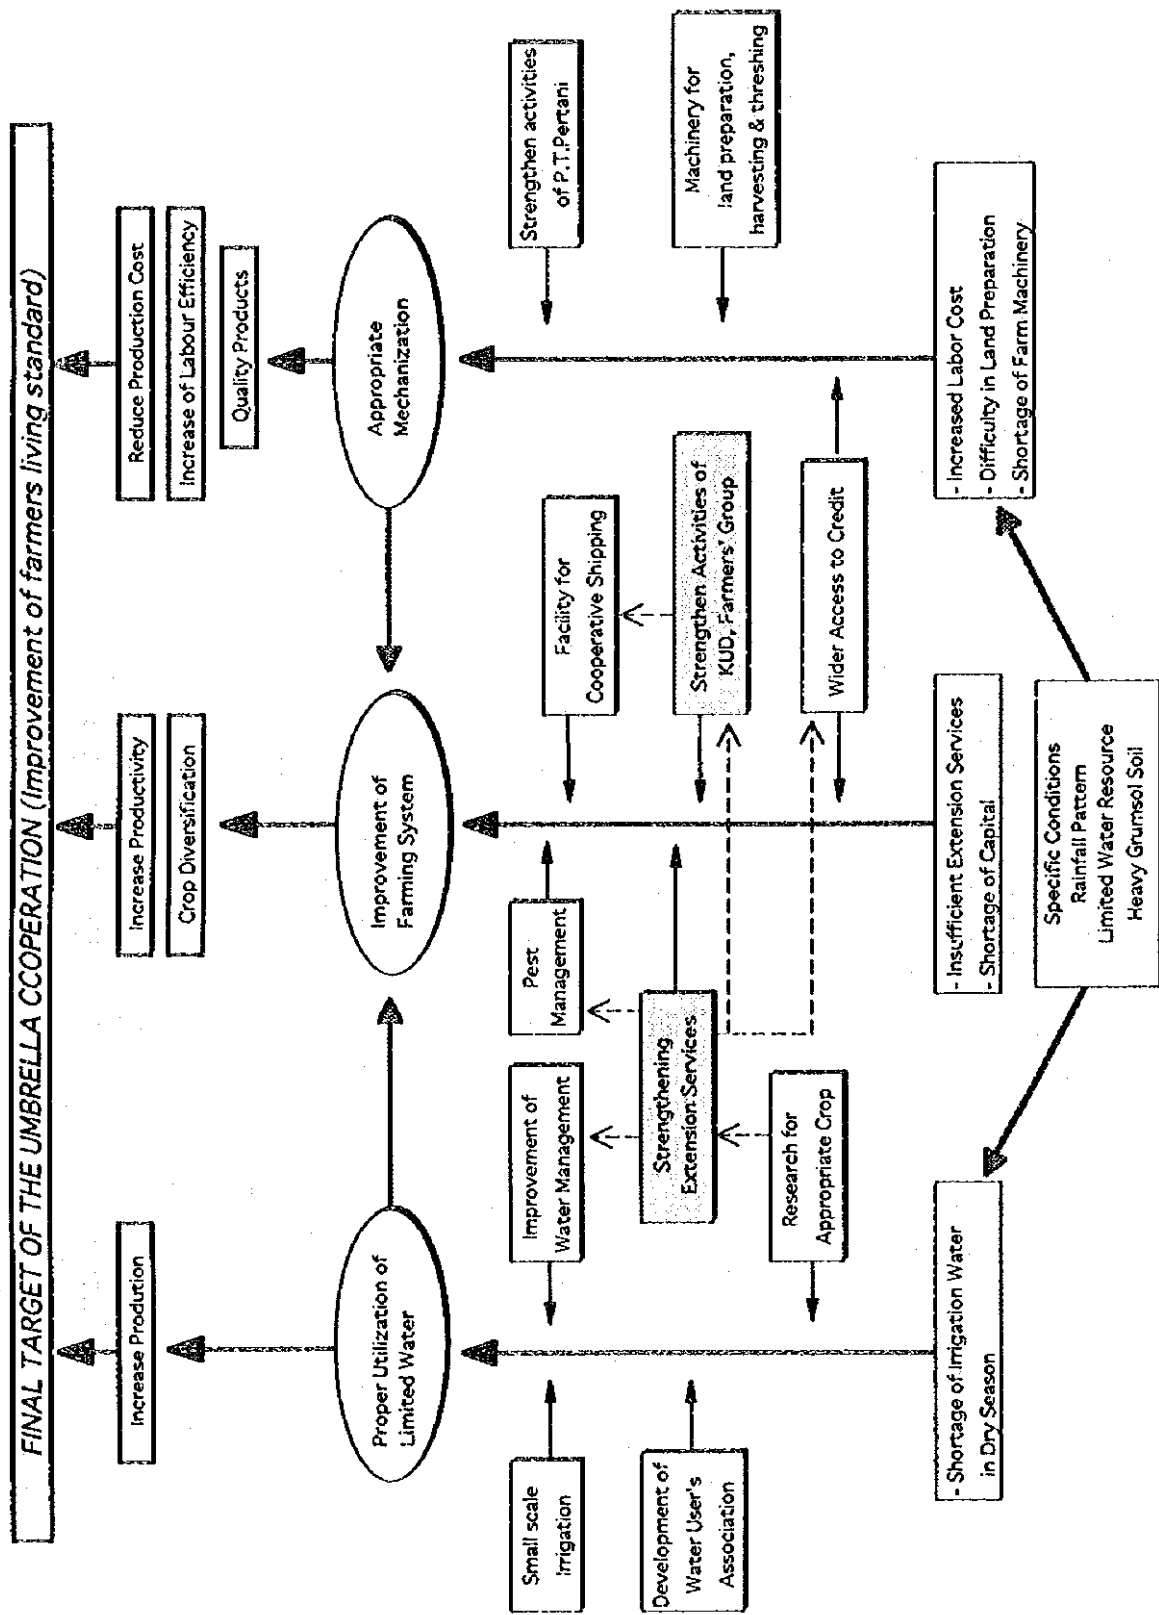 FINAL TARGET OF THE UMBRELLA CCOPERATION (Improvement of farmers living standard)
Increase Prodution
Increase Productivity
Crop Diversification
Reduce Production Cost
Increase of Labour Efficiency
Quality Products
Proper Utilization of
Limited Water
Improvement of
Farming System
Appropriate
Mechanization
Small scale
Irrigation
Improvement of
Water Management
Pest
Management
Facility for
Cooperative Shipping
Strengthen activities
of P.T.Pertani
Development of
Water User's
Association
Strengthening
Extension Services
Strengthen Activities of
KUD, Farmers' Group
Machinery for
land preparation,
harvesting & threshing
Research for
Appropriate Crop
Wider Access to Credit
- Shortage of Irrigation Water
in Dry Season
- Insufficient Extension Services
- Shortage of Capital
- Increased Labor Cost
- Difficulty in Land Preparation
- Shortage of Farm Machinery
Specific Conditions
Rainfall Pattern
Limited Water Resource
Heavy Grumsol Soil